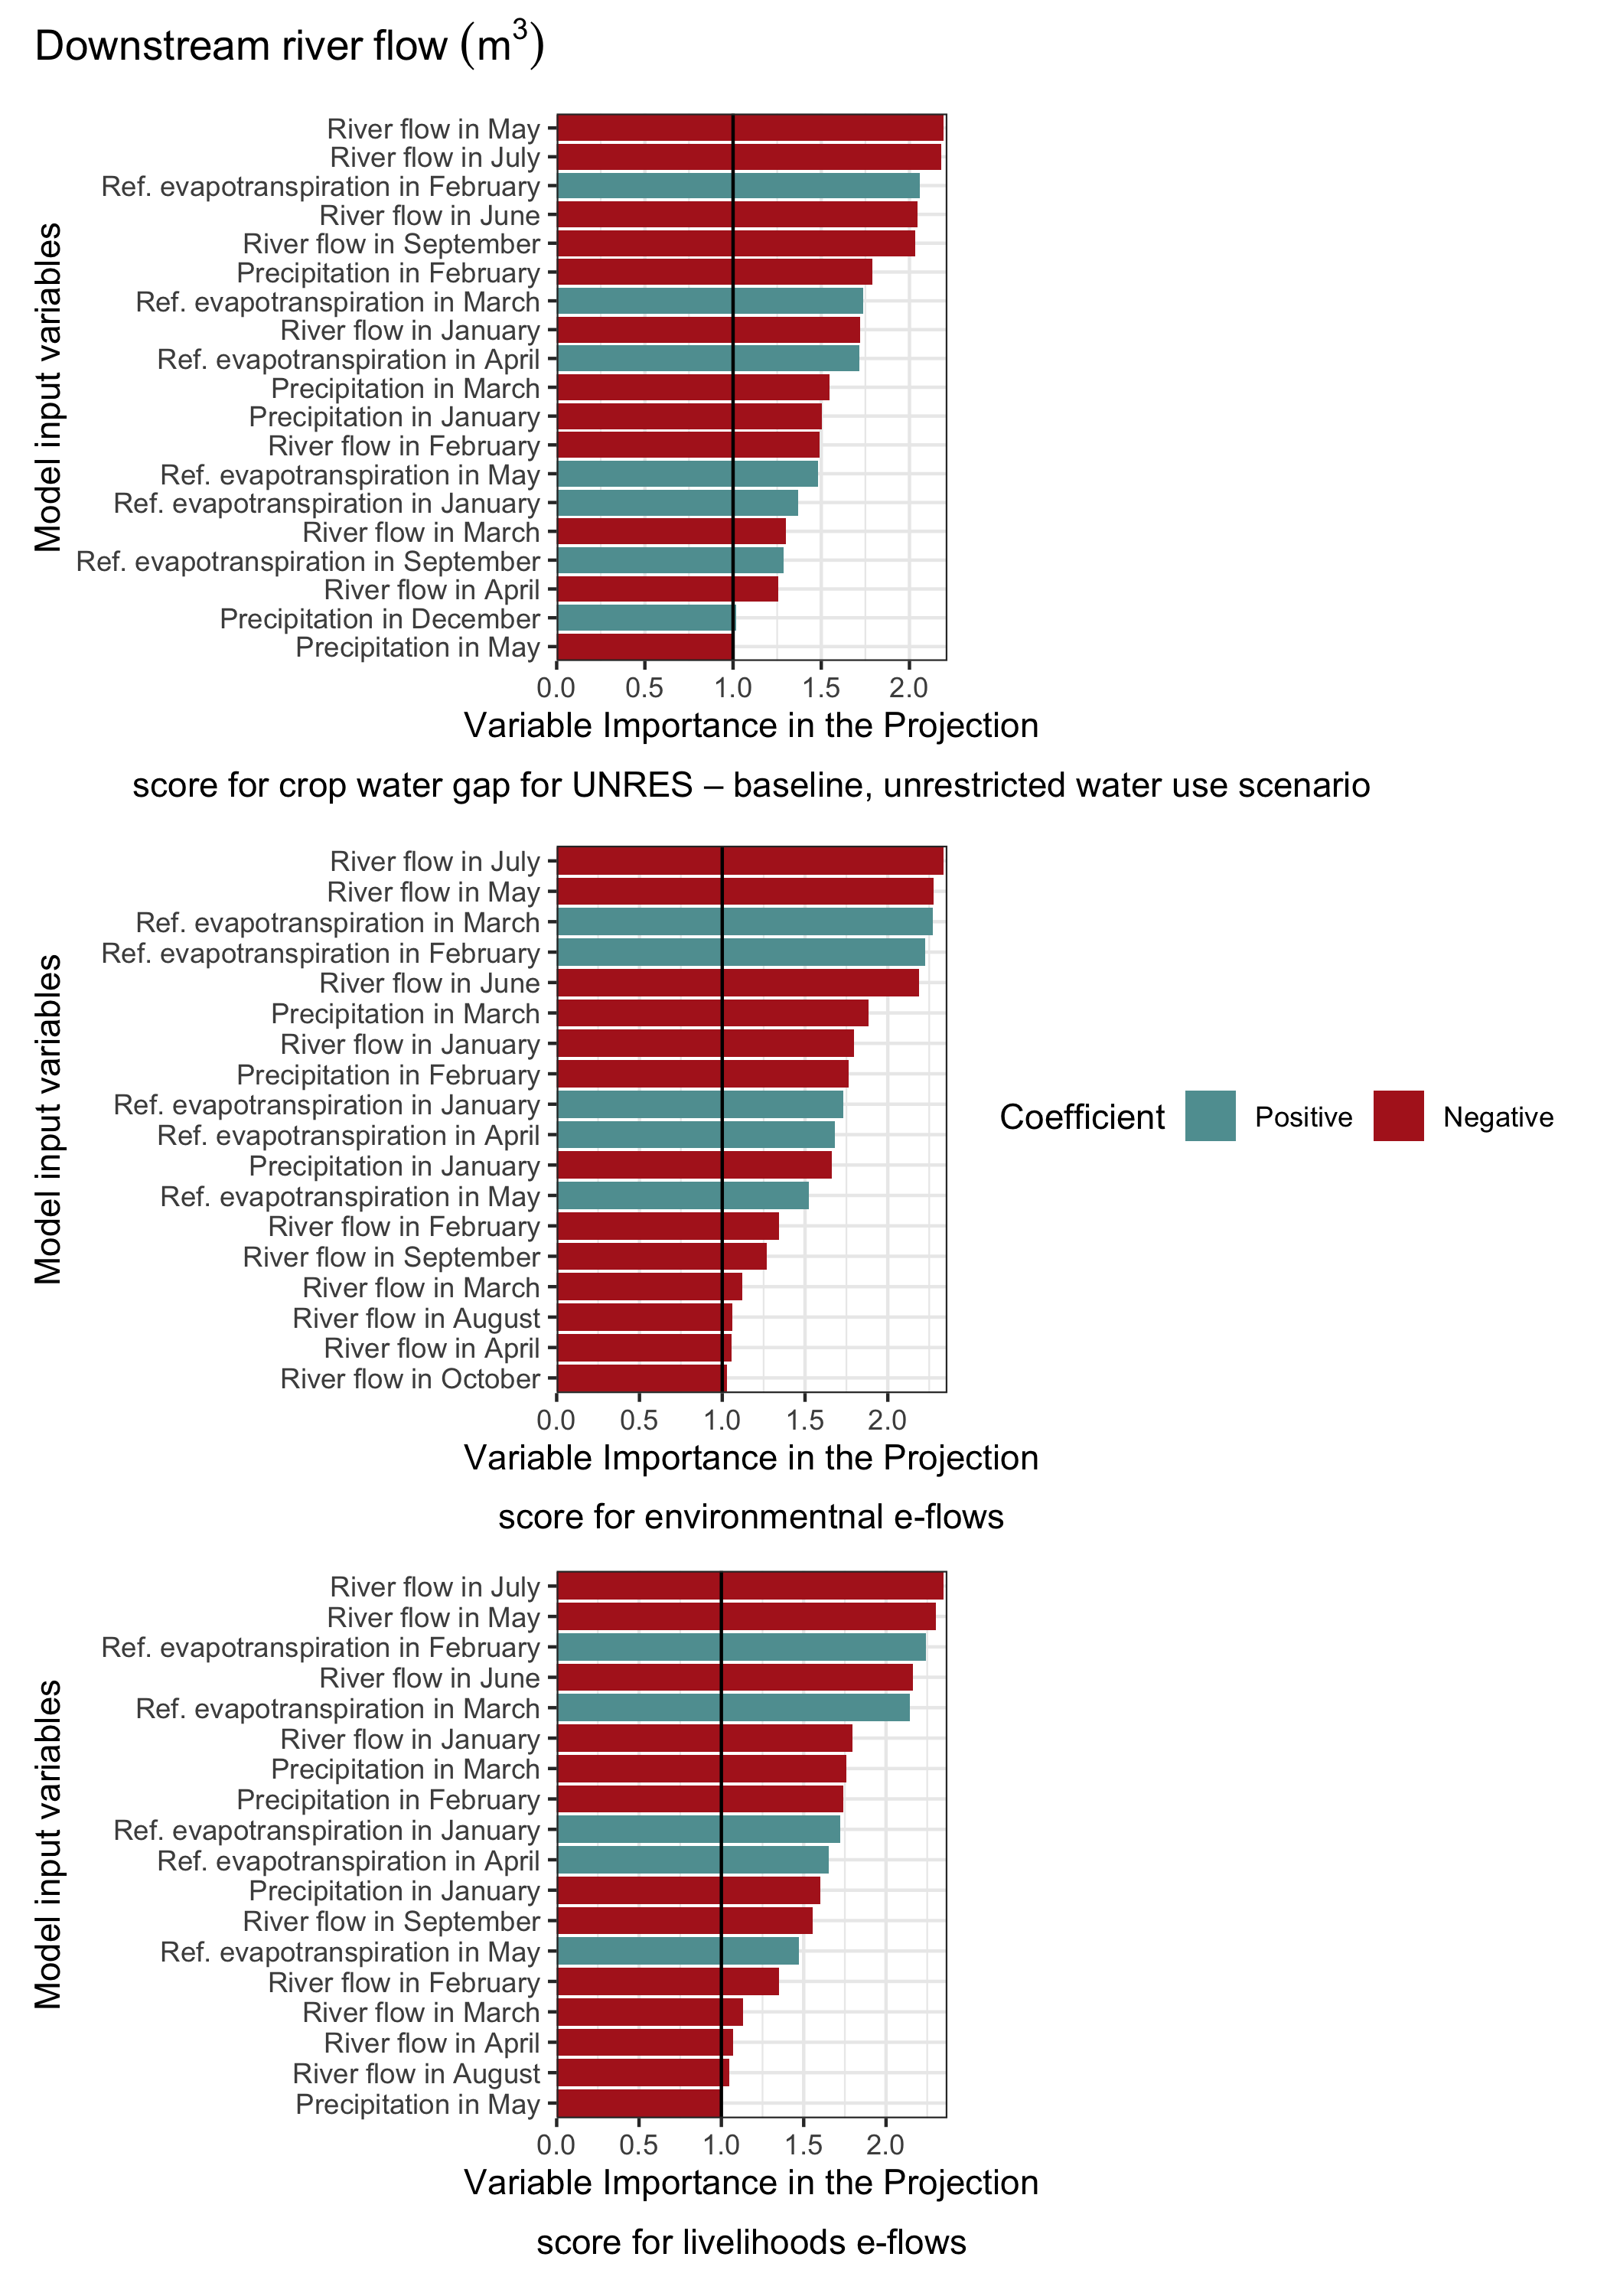 Downstream river flow (m³)
Model input variables
River flow in May
River flow in July
Ref. evapotranspiration in February
River flow in June
River flow in September
Precipitation in February
Ref. evapotranspiration in March
River flow in January
Ref. evapotranspiration in April
Precipitation in March
Precipitation in January
River flow in February
Ref. evapotranspiration in May
Ref. evapotranspiration in January
River flow in March
Ref. evapotranspiration in September
River flow in April
Precipitation in December
Precipitation in May
0.0 0.5 1.0 1.5 2.0
Variable Importance in the Projection
score for crop water gap for UNRES – baseline, unrestricted water use scenario
Model input variables
River flow in July
River flow in May
Ref. evapotranspiration in March
Ref. evapotranspiration in February
River flow in June
Precipitation in March
River flow in January
Precipitation in February
Ref. evapotranspiration in January
Ref. evapotranspiration in April
Precipitation in January
Ref. evapotranspiration in May
River flow in February
River flow in September
River flow in March
River flow in August
River flow in April
River flow in October
0.0 0.5 1.0 1.5 2.0
Variable Importance in the Projection
score for environmentnal e-flows
Coefficient Positive Negative
Model input variables
River flow in July
River flow in May
Ref. evapotranspiration in February
River flow in June
Ref. evapotranspiration in March
River flow in January
Precipitation in March
Precipitation in February
Ref. evapotranspiration in January
Ref. evapotranspiration in April
Precipitation in January
River flow in September
Ref. evapotranspiration in May
River flow in February
River flow in March
River flow in April
River flow in August
Precipitation in May
0.0 0.5 1.0 1.5 2.0
Variable Importance in the Projection
score for livelihoods e-flows